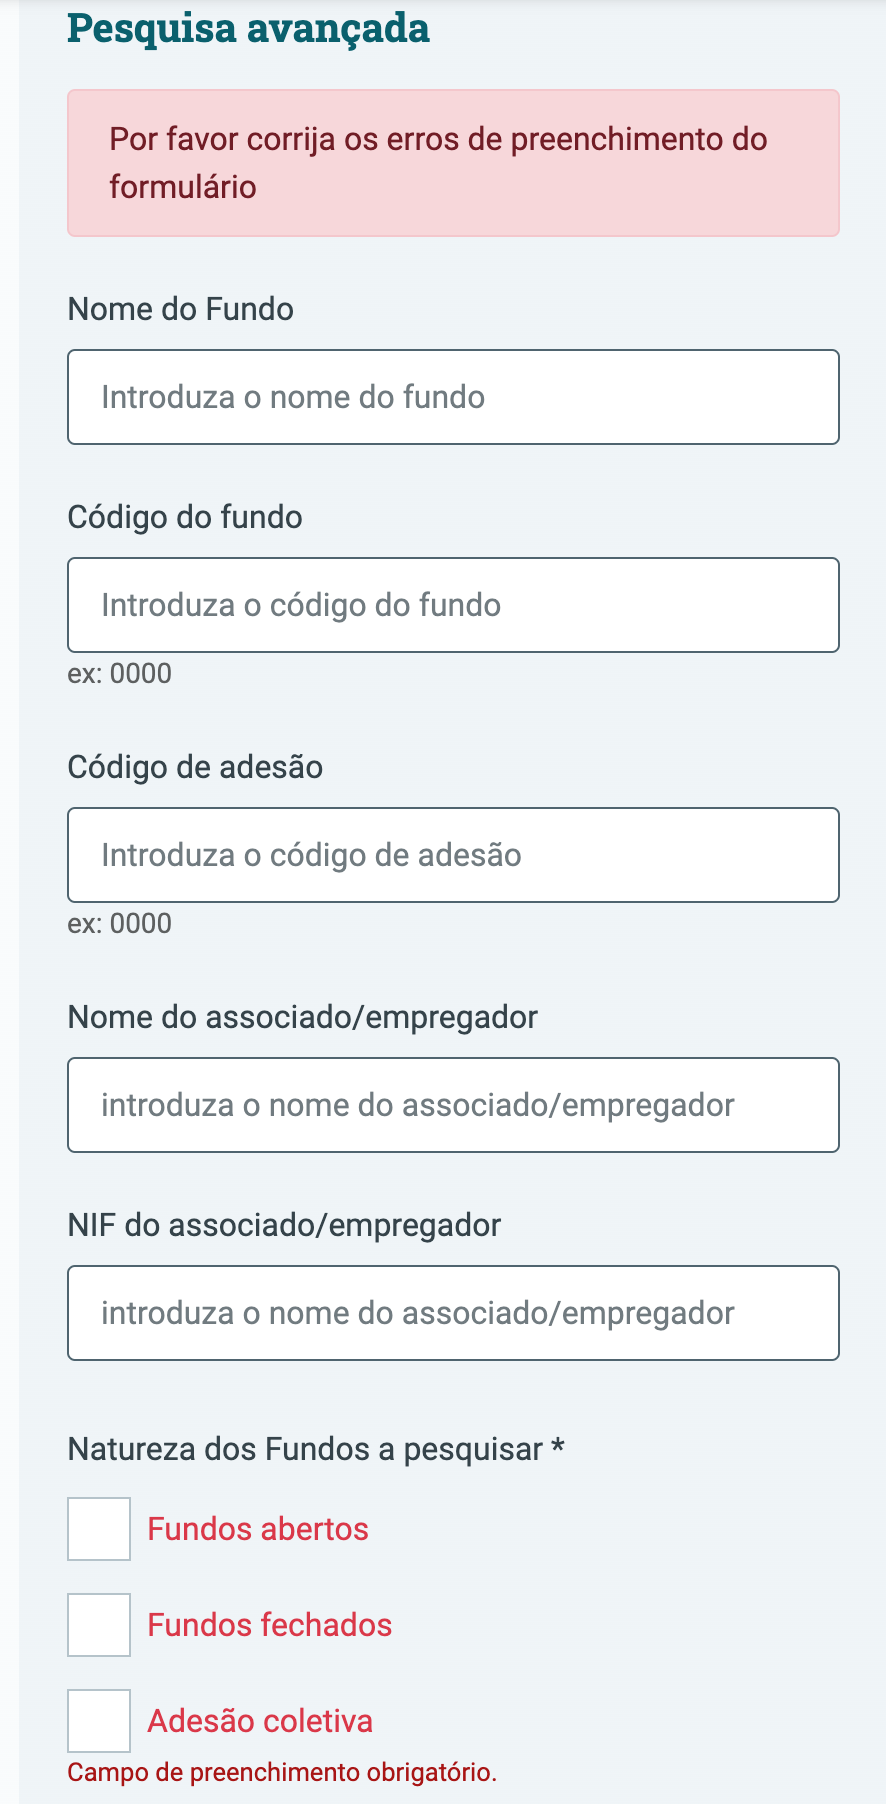 Pesquisa avançada
Por favor corrija os erros de preenchimento do
formulário
Nome do Fundo
Introduza o nome do fundo
Código do fundo
Introduza o código do fundo
ex: 0000
Código de adesão
Introduza o código de adesão
ex: 0000
Nome do associado/empregador
introduza o nome do associado/empregador
NIF do associado/empregador
introduza o nome do associado/empregador
Natureza dos Fundos a pesquisar *
Fundos abertos
Fundos fechados
Adesão coletiva
Campo de preenchimento obrigatório.